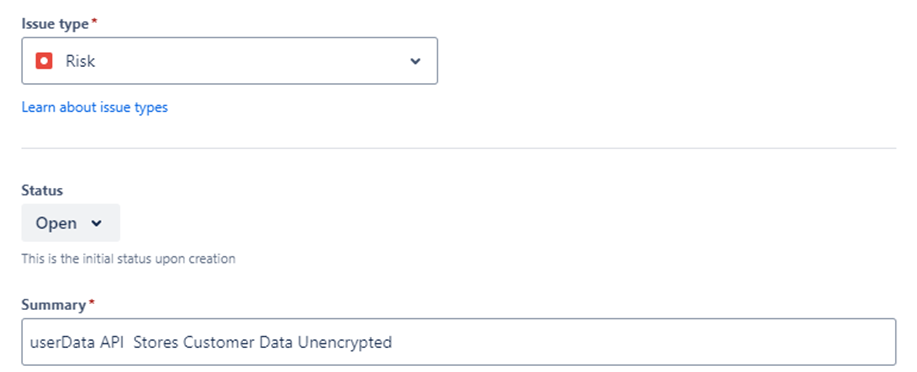 Issue type*
Risk
Learn about issue types
Status
Open
This is the initial status upon creation
Summary*
userData API  Stores Customer Data Unencrypted